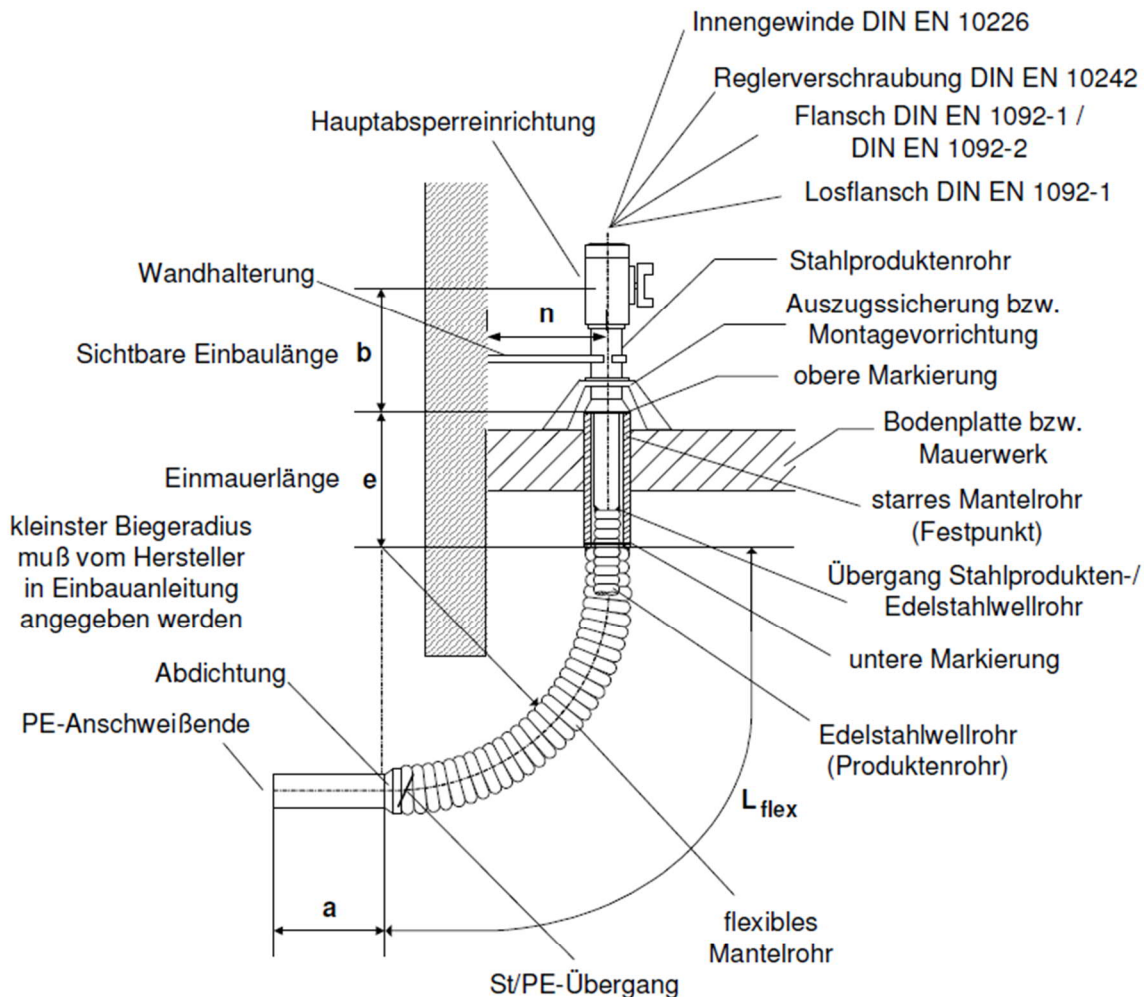 Innengewinde DIN EN 10226
Reglerverschraubung DIN EN 10242
Hauptabsperreinrichtung
Flansch DIN EN 1092-1 /
DIN EN 1092-2
Losflansch DIN EN 1092-1
Wandhalterung
Stahlproduktenrohr
n
Auszugssicherung bzw.
Montagevorrichtung
Sichtbare Einbaulänge b
obere Markierung
Bodenplatte bzw.
Mauerwerk
Einmauerlänge e
starres Mantelrohr
(Festpunkt)
kleinster Biegeradius
muß vom Hersteller
in Einbauanleitung
angegeben werden
Übergang Stahlprodukten-/
Edelstahlwellrohr
untere Markierung
Abdichtung
PE-Anschweißende
Edelstahlwellrohr
(Produktenrohr)
L flex
a
flexibles
Mantelrohr
St/PE-Übergang